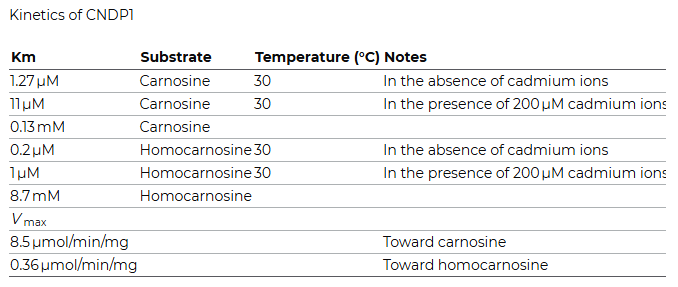 Kinetics of CNDP1
Km Substrate Temperature (°C) Notes
1.27 μM Carnosine 30 In the absence of cadmium ions
11 μM Carnosine 30 In the presence of 200 μM cadmium ions
0.13 mM Carnosine
0.2 μM Homocarnosine 30 In the absence of cadmium ions
1 μM Homocarnosine 30 In the presence of 200 μM cadmium ions
8.7 mM Homocarnosine
Vmax
8.5 μmol/min/mg Toward carnosine
0.36 μmol/min/mg Toward homocarnosine